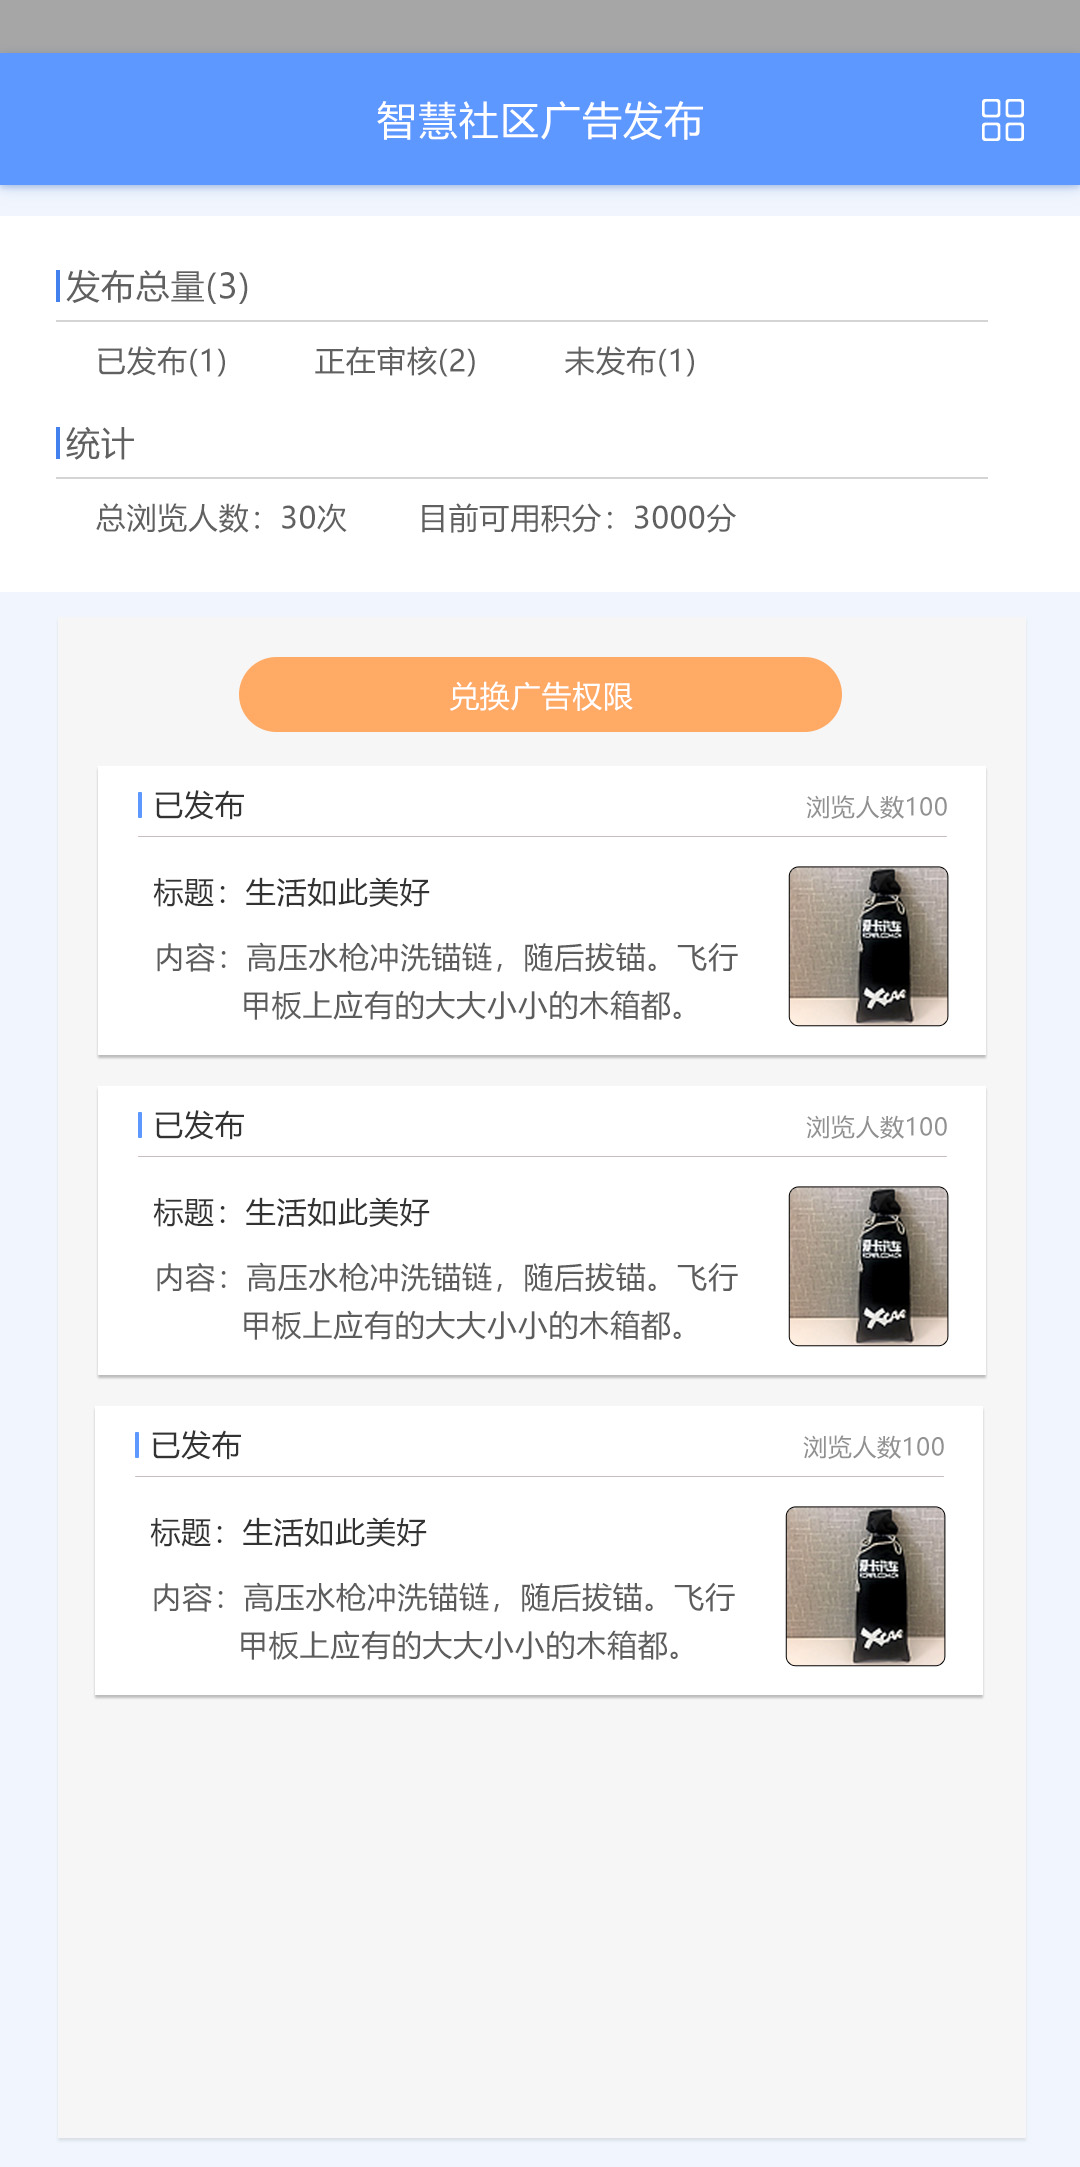 智慧社区广告发布
发布总量(3)
已发布(1) 正在审核(2) 未发布(1)
统计
总浏览人数：30次 目前可用积分：3000分
兑换广告权限
已发布 浏览人数100
标题：生活如此美好
内容：高压水枪冲洗锚链，随后拔锚。飞行
甲板上应有的大大小小的木箱都。
已发布 浏览人数100
标题：生活如此美好
内容：高压水枪冲洗锚链，随后拔锚。飞行
甲板上应有的大大小小的木箱都。
已发布 浏览人数100
标题：生活如此美好
内容：高压水枪冲洗锚链，随后拔锚。飞行
甲板上应有的大大小小的木箱都。